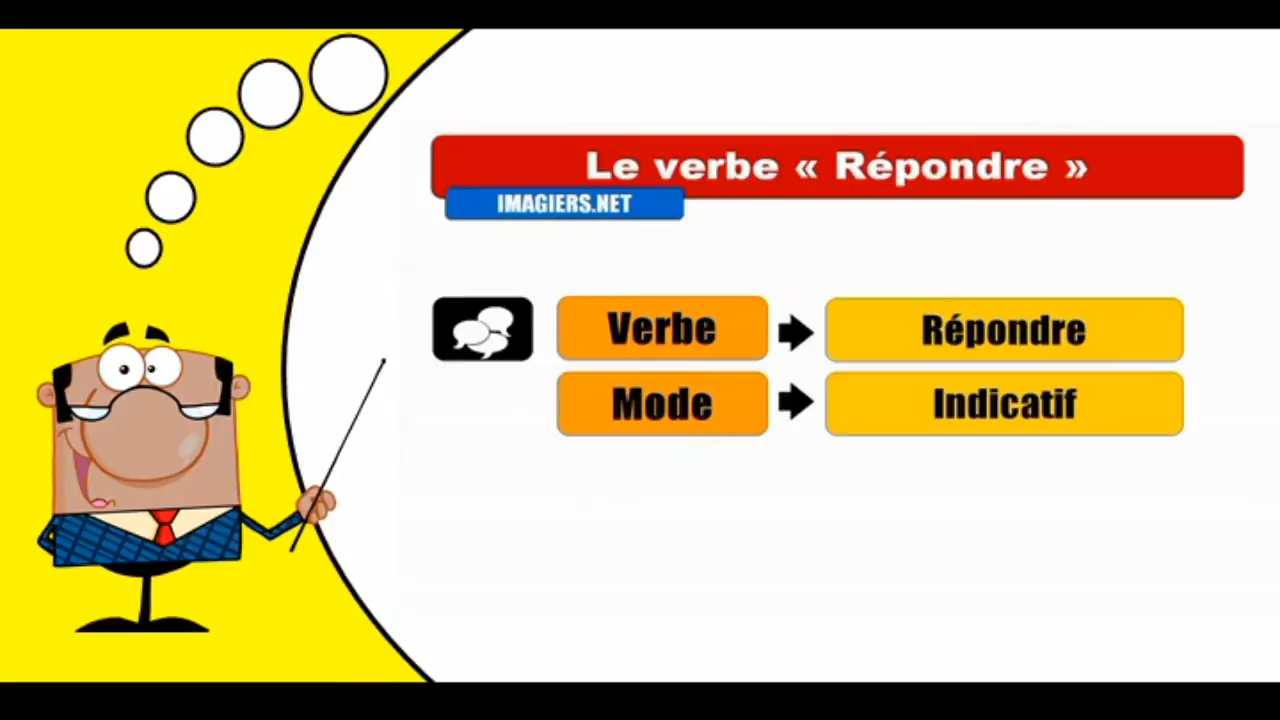 Le verbe « Répondre »
IMAGIERS.NET
Verbe Répondre
Mode Indicatif